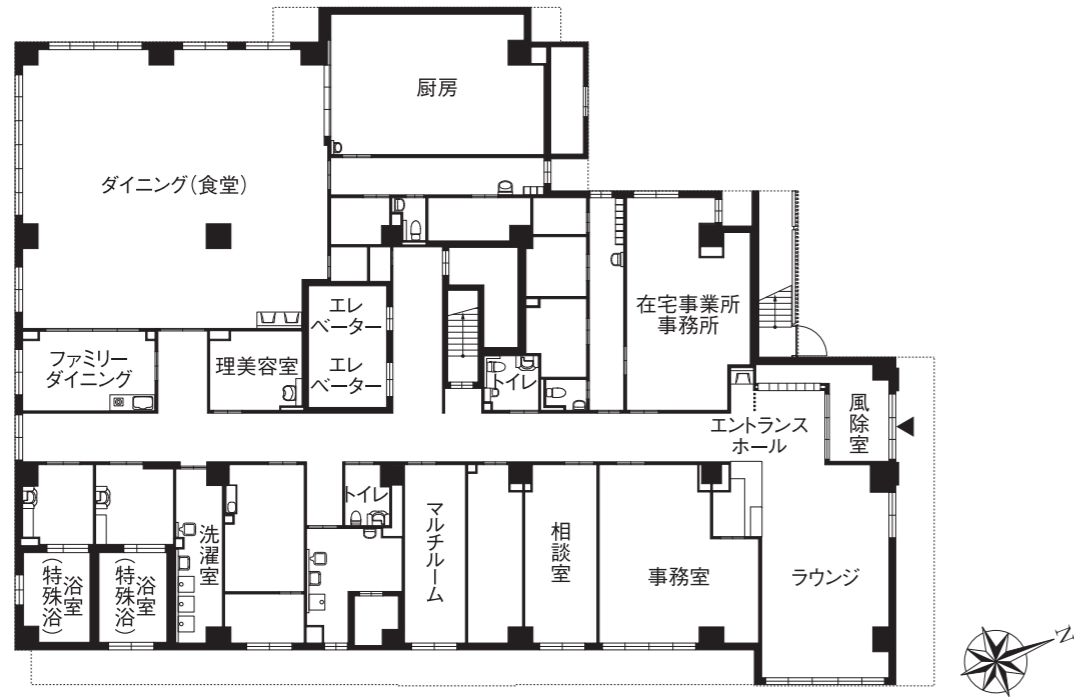 厨房
ダイニング(食堂)
在宅事業所
事務所
エレ
ベーター
エレ
ベーター
ファミリー
ダイニング
理美容室
トイレ
エントランス
ホール
風除室
トイレ
洗濯室
マルチルーム
相談室
事務室
ラウンジ
浴室
(特殊浴)
浴室
(特殊浴)
N